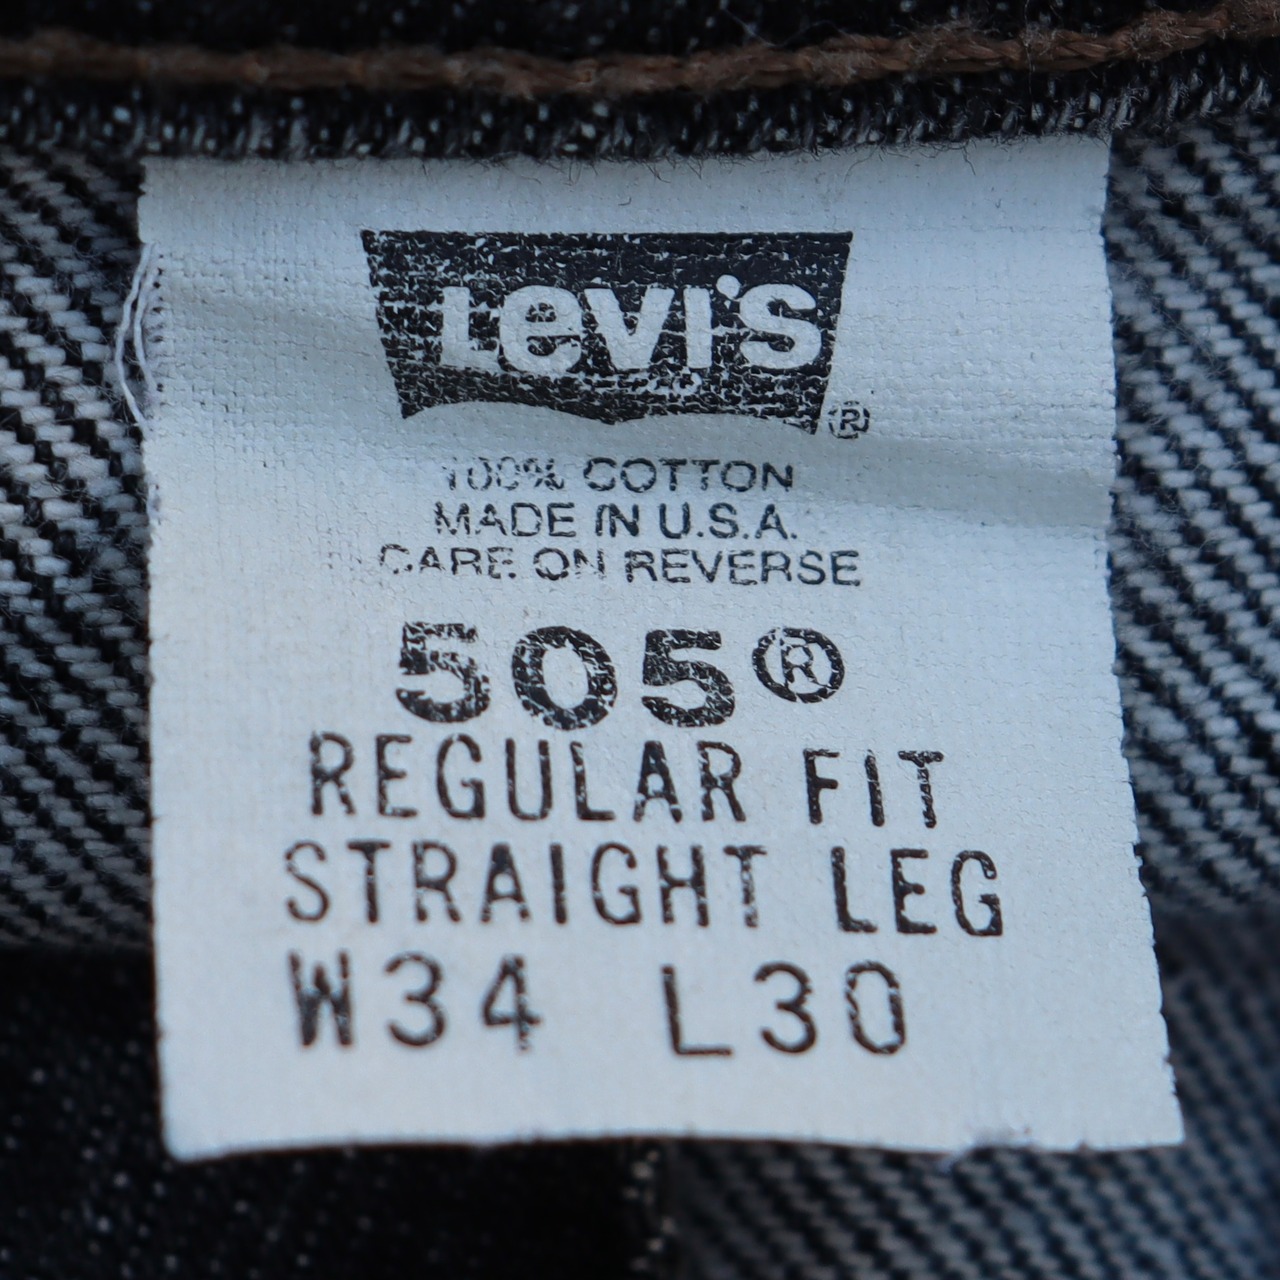 Levi's ®
100% COTTON
MADE IN U.S.A.
CARE ON REVERSE
505®
REGULAR FIT
STRAIGHT LEG
W34 L30